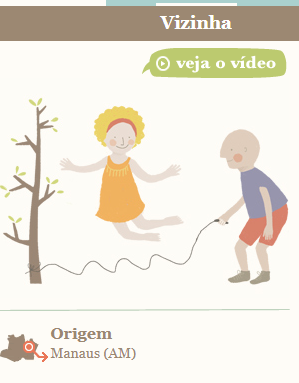 Vizinha
veja o vídeo
Origem
Manaus (AM)